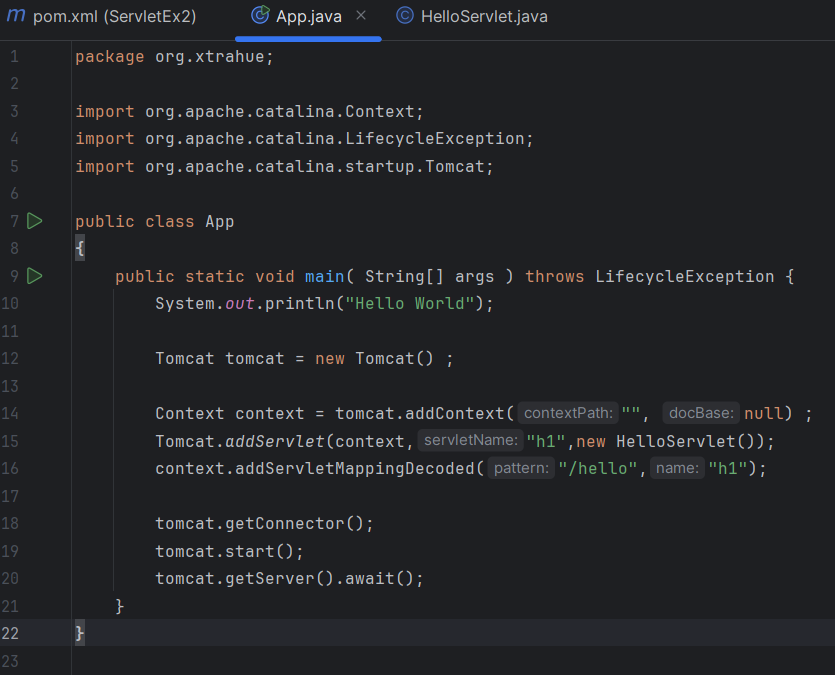 m pom.xml (ServletEx2) App.java × HelloServlet.java
1 package org.xtrahue;
2
3 import org.apache.catalina.Context;
4 import org.apache.catalina.LifecycleException;
5 import org.apache.catalina.startup.Tomcat;
6
7 public class App
8 {
9 public static void main( String[] args ) throws LifecycleException {
10 System.out.println("Hello World");
11
12 Tomcat tomcat = new Tomcat() ;
13
14 Context context = tomcat.addContext( contextPath: "", docBase: null) ;
15 Tomcat.addServlet(context, servletName: "h1",new HelloServlet());
16 context.addServletMappingDecoded( pattern: "/hello", name: "h1");
17
18 tomcat.getConnector();
19 tomcat.start();
20 tomcat.getServer().await();
21 }
22 }
23